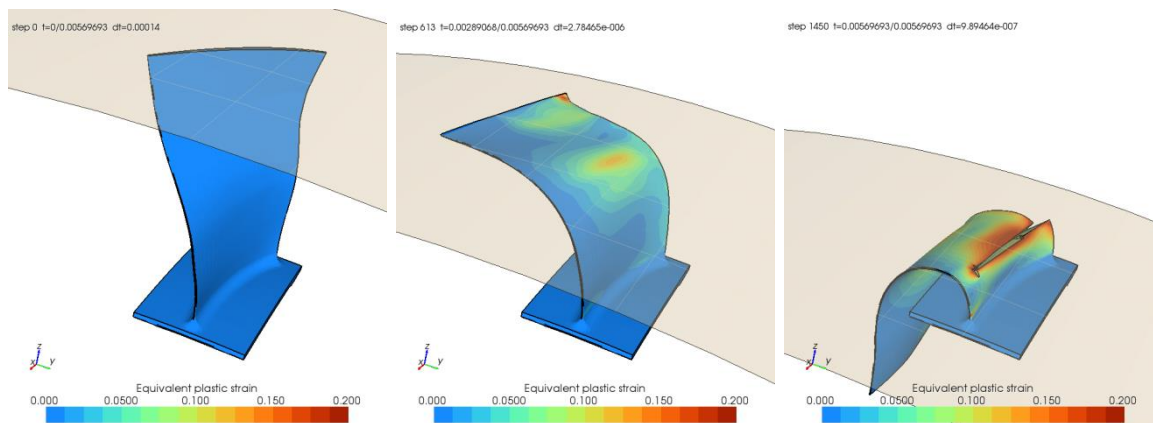 step 0 t=0/0.00569693 dt=0.00014
z
x y
Equivalent plastic strain
0.000 0.0500 0.100 0.150 0.200
step 613 t=0.00289068/0.00569693 dt=2.78465e-006
z
x y
Equivalent plastic strain
0.000 0.0500 0.100 0.150 0.200
step 1450 t=0.00569693/0.00569693 dt=9.89464e-007
z
x y
Equivalent plastic strain
0.000 0.0500 0.100 0.150 0.200